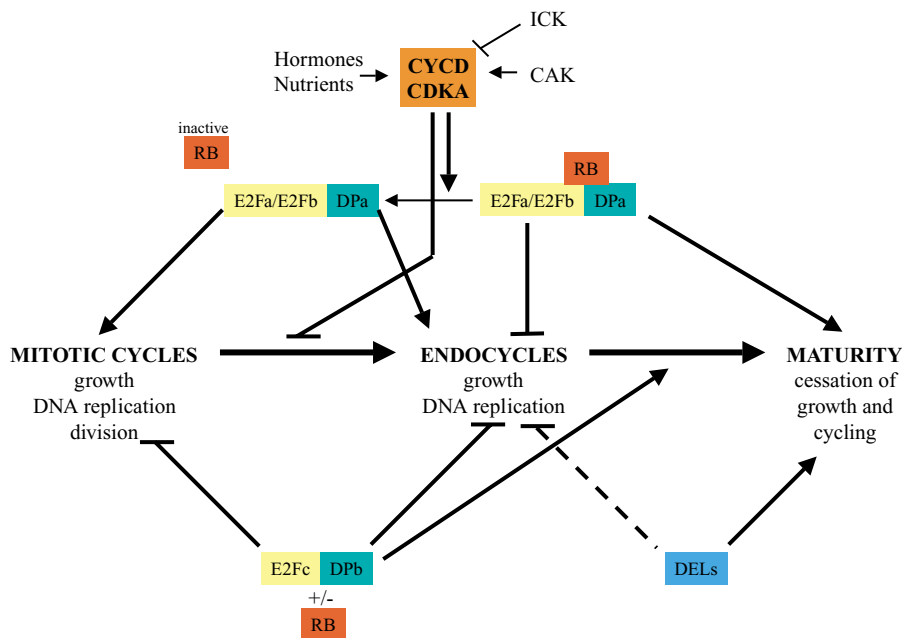 ICK
Hormones
Nutrients
CYCD
CDKA
CAK
inactive
RB
RB
E2Fa/E2Fb DPa
E2Fa/E2Fb DPa
MITOTIC CYCLES
growth
DNA replication
division
ENDOCYCLES
growth
DNA replication
MATURITY
cessation of
growth and
cycling
E2Fc DPb
+/-
RB
DELs